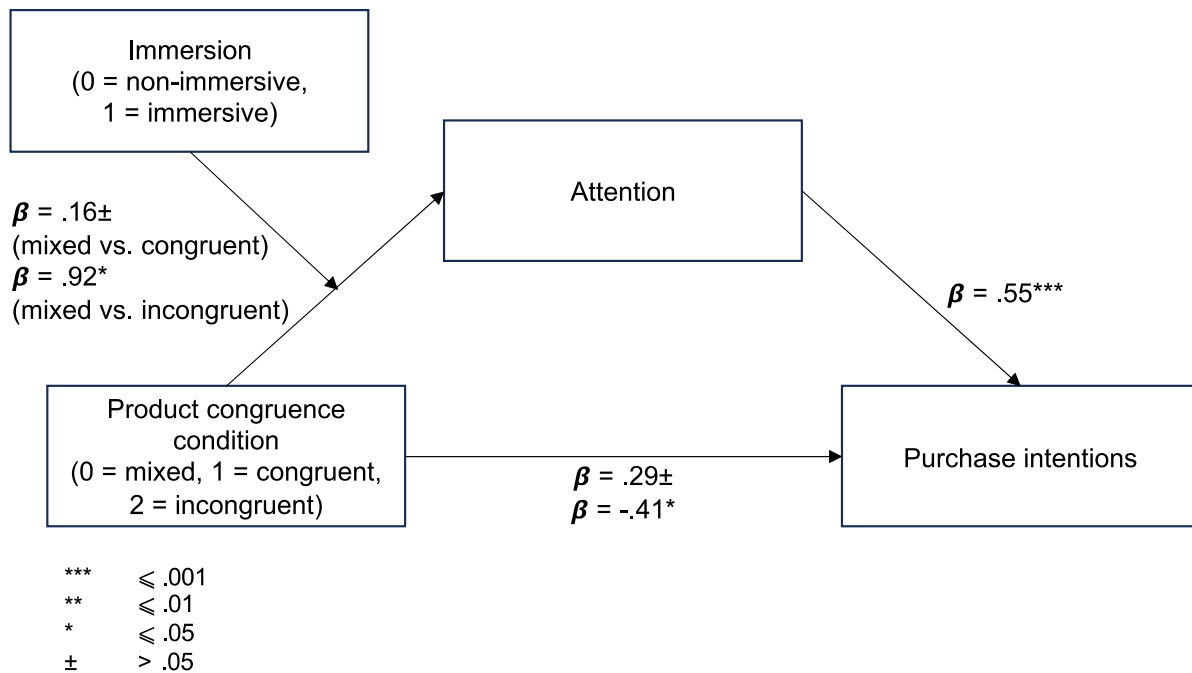 Immersion
(0 = non-immersive,
1 = immersive)
Attention
β = .16±
(mixed vs. congruent)
β = .92*
(mixed vs. incongruent)
β = .55***
Product congruence
condition
(0 = mixed, 1 = congruent,
2 = incongruent)
Purchase intentions
β = .29±
β = -.41*
*** ⩽ .001
** ⩽ .01
* ⩽ .05
± > .05